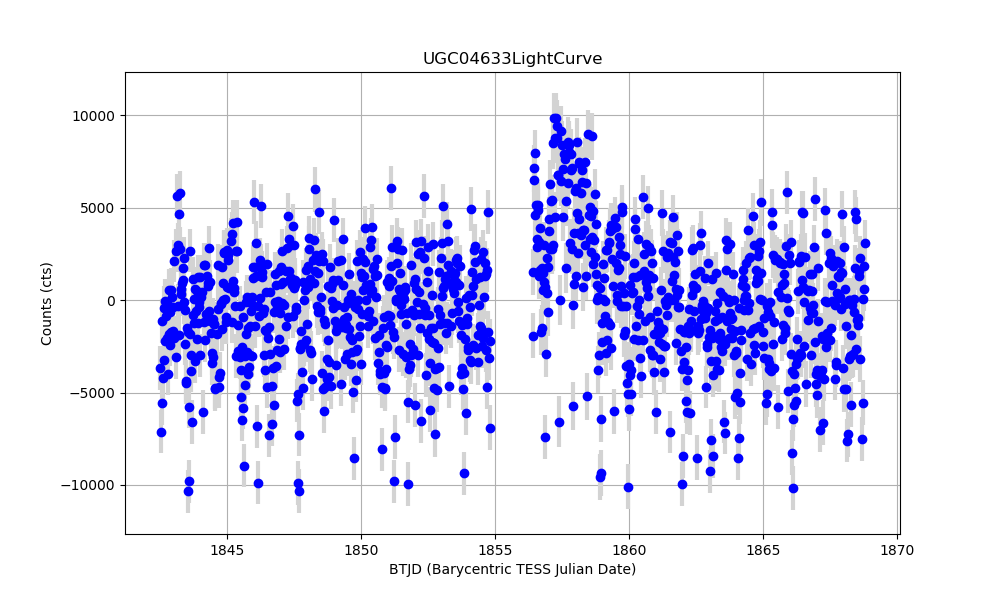 UGC04633LightCurve
10000
5000
0
−5000
−10000
Counts (cts)
1845 1850 1855 1860 1865 1870
BTJD (Barycentric TESS Julian Date)